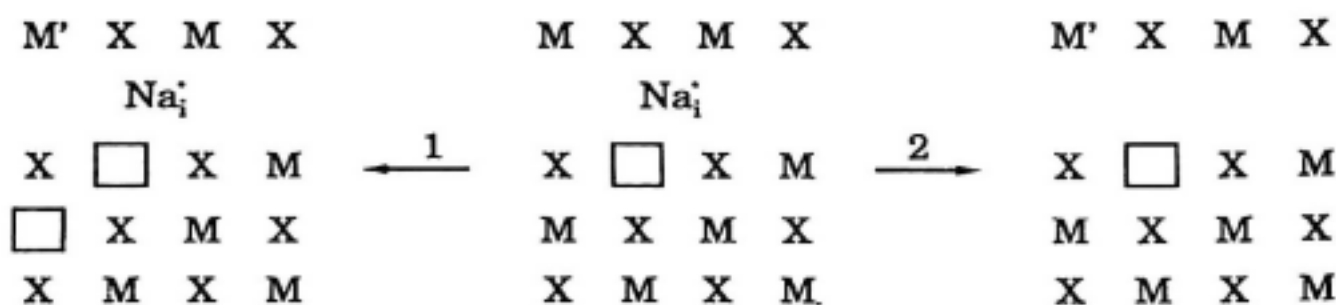 M' X M X M X M X M' X M X
Na˙i Na˙i
X □ X M 1 X □ X M 2 X □ X M
□ X M X M X M X M X M X
X M X M X M X M. X M X M